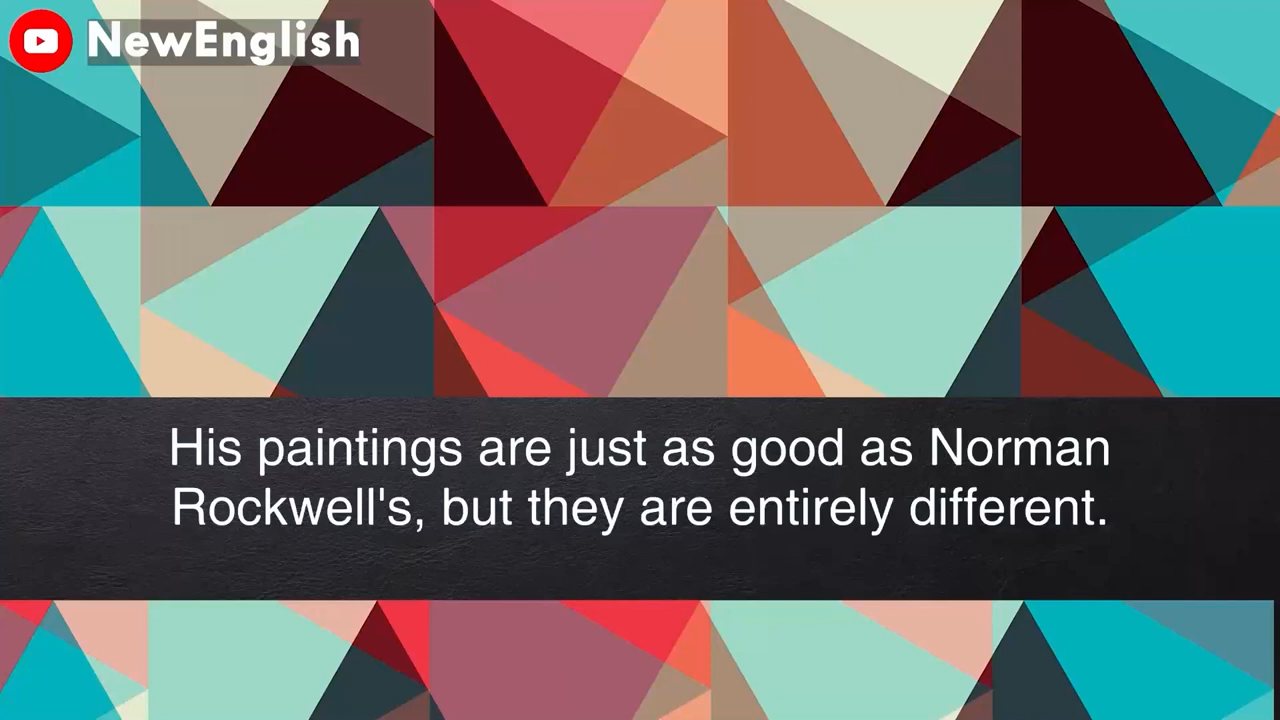 NewEnglish
His paintings are just as good as Norman
Rockwell's, but they are entirely different.